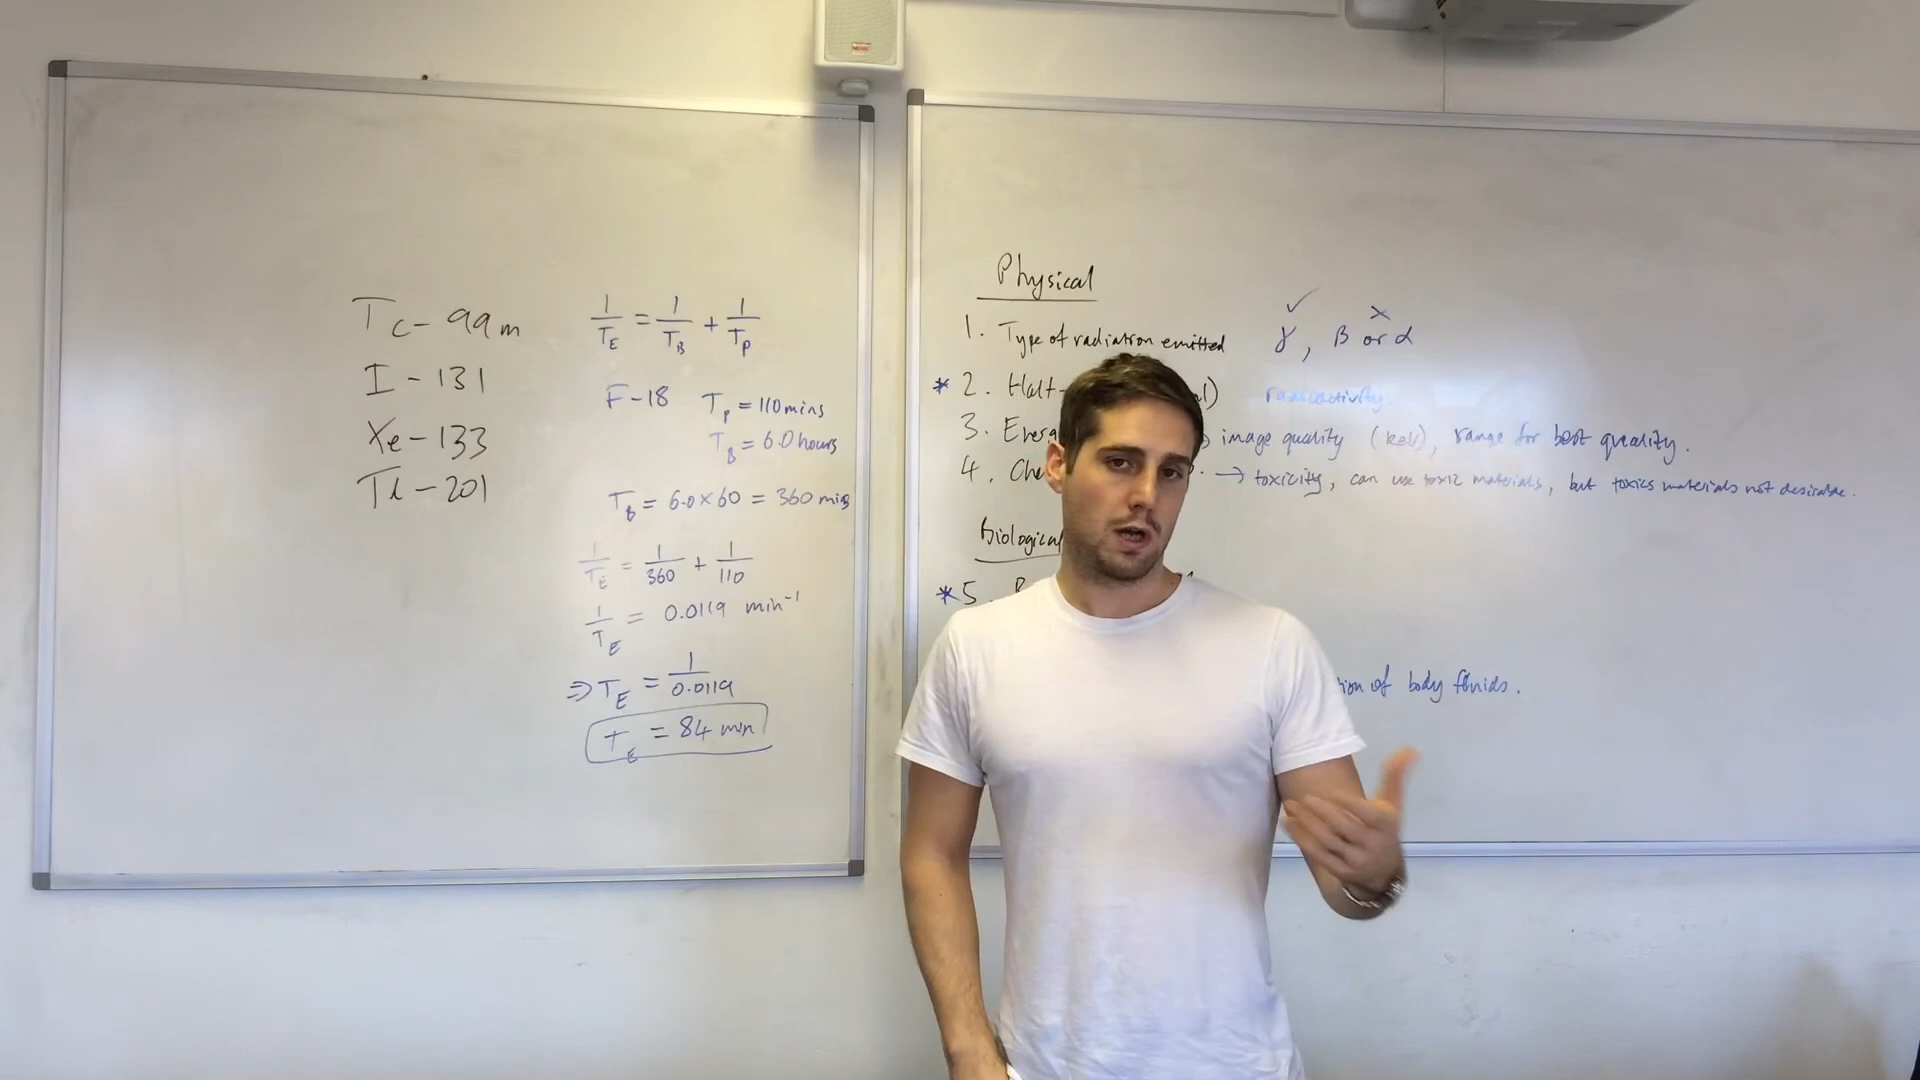 Tc-99m
I-131
Xe-133
Tl-201
1/T_E = 1/T_B + 1/T_P
F-18 T_P = 110 mins
T_B = 6.0 hours
T_B = 6.0 × 60 = 360 mins
1/T_E = 1/360 + 1/110
1/T_E = 0.0119 min⁻¹
⇒ T_E = 1/0.0119
T_E = 84 min
Physical
1. Type of radiation emitted ✓ γ, × β or α
* 2. Half- radioactivity.
3. image quality (keV), range for best quality.
4. → toxicity, can use toxic materials, but toxics materials not desirable.
Biological
* 5.
of body fluids.